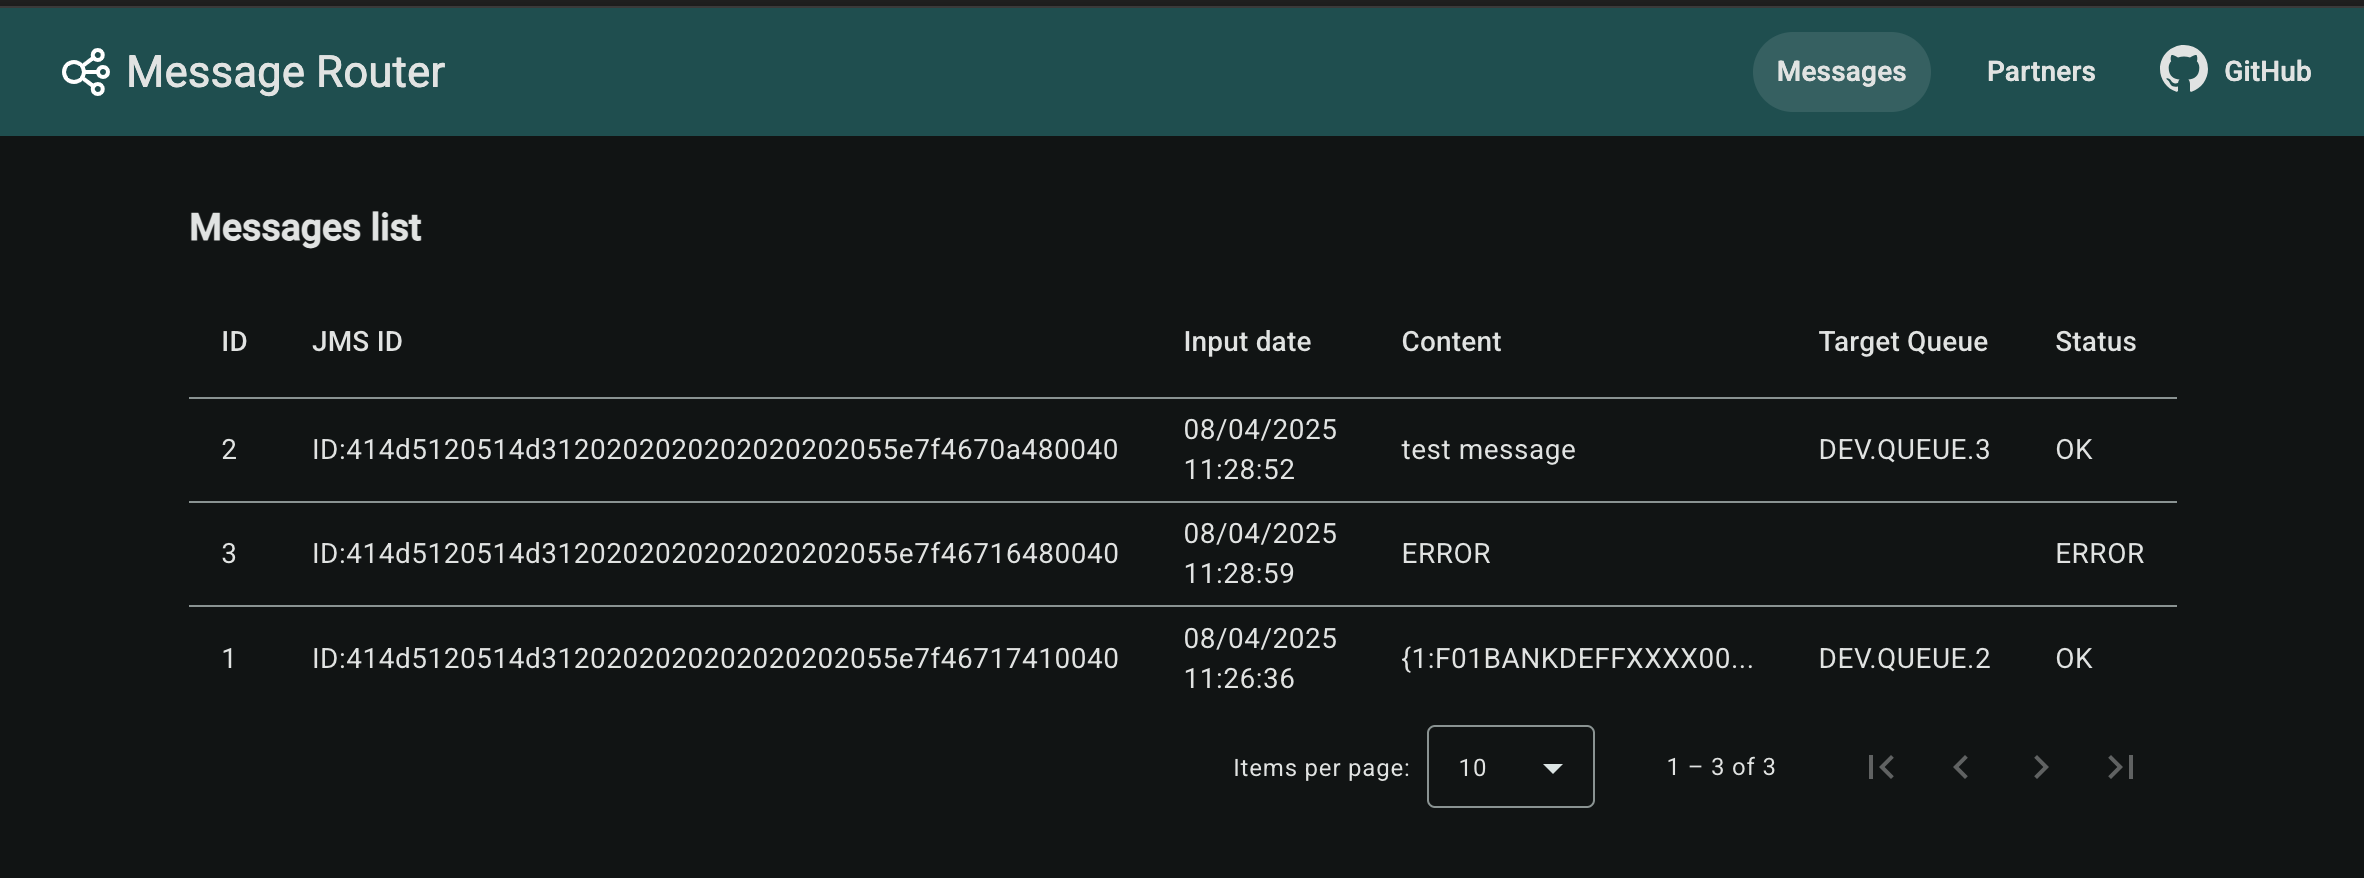 Message Router
Messages
Partners
GitHub
Messages list
ID JMS ID Input date Content Target Queue Status
2 ID:414d5120514d31202020202020202020202055e7f4670a480040 08/04/2025 11:28:52 test message DEV.QUEUE.3 OK
3 ID:414d5120514d31202020202020202020202055e7f46716480040 08/04/2025 11:28:59 ERROR ERROR
1 ID:414d5120514d31202020202020202020202055e7f46717410040 08/04/2025 11:26:36 {1:F01BANKDEFFXXXX00... DEV.QUEUE.2 OK
Items per page: 10 1 – 3 of 3